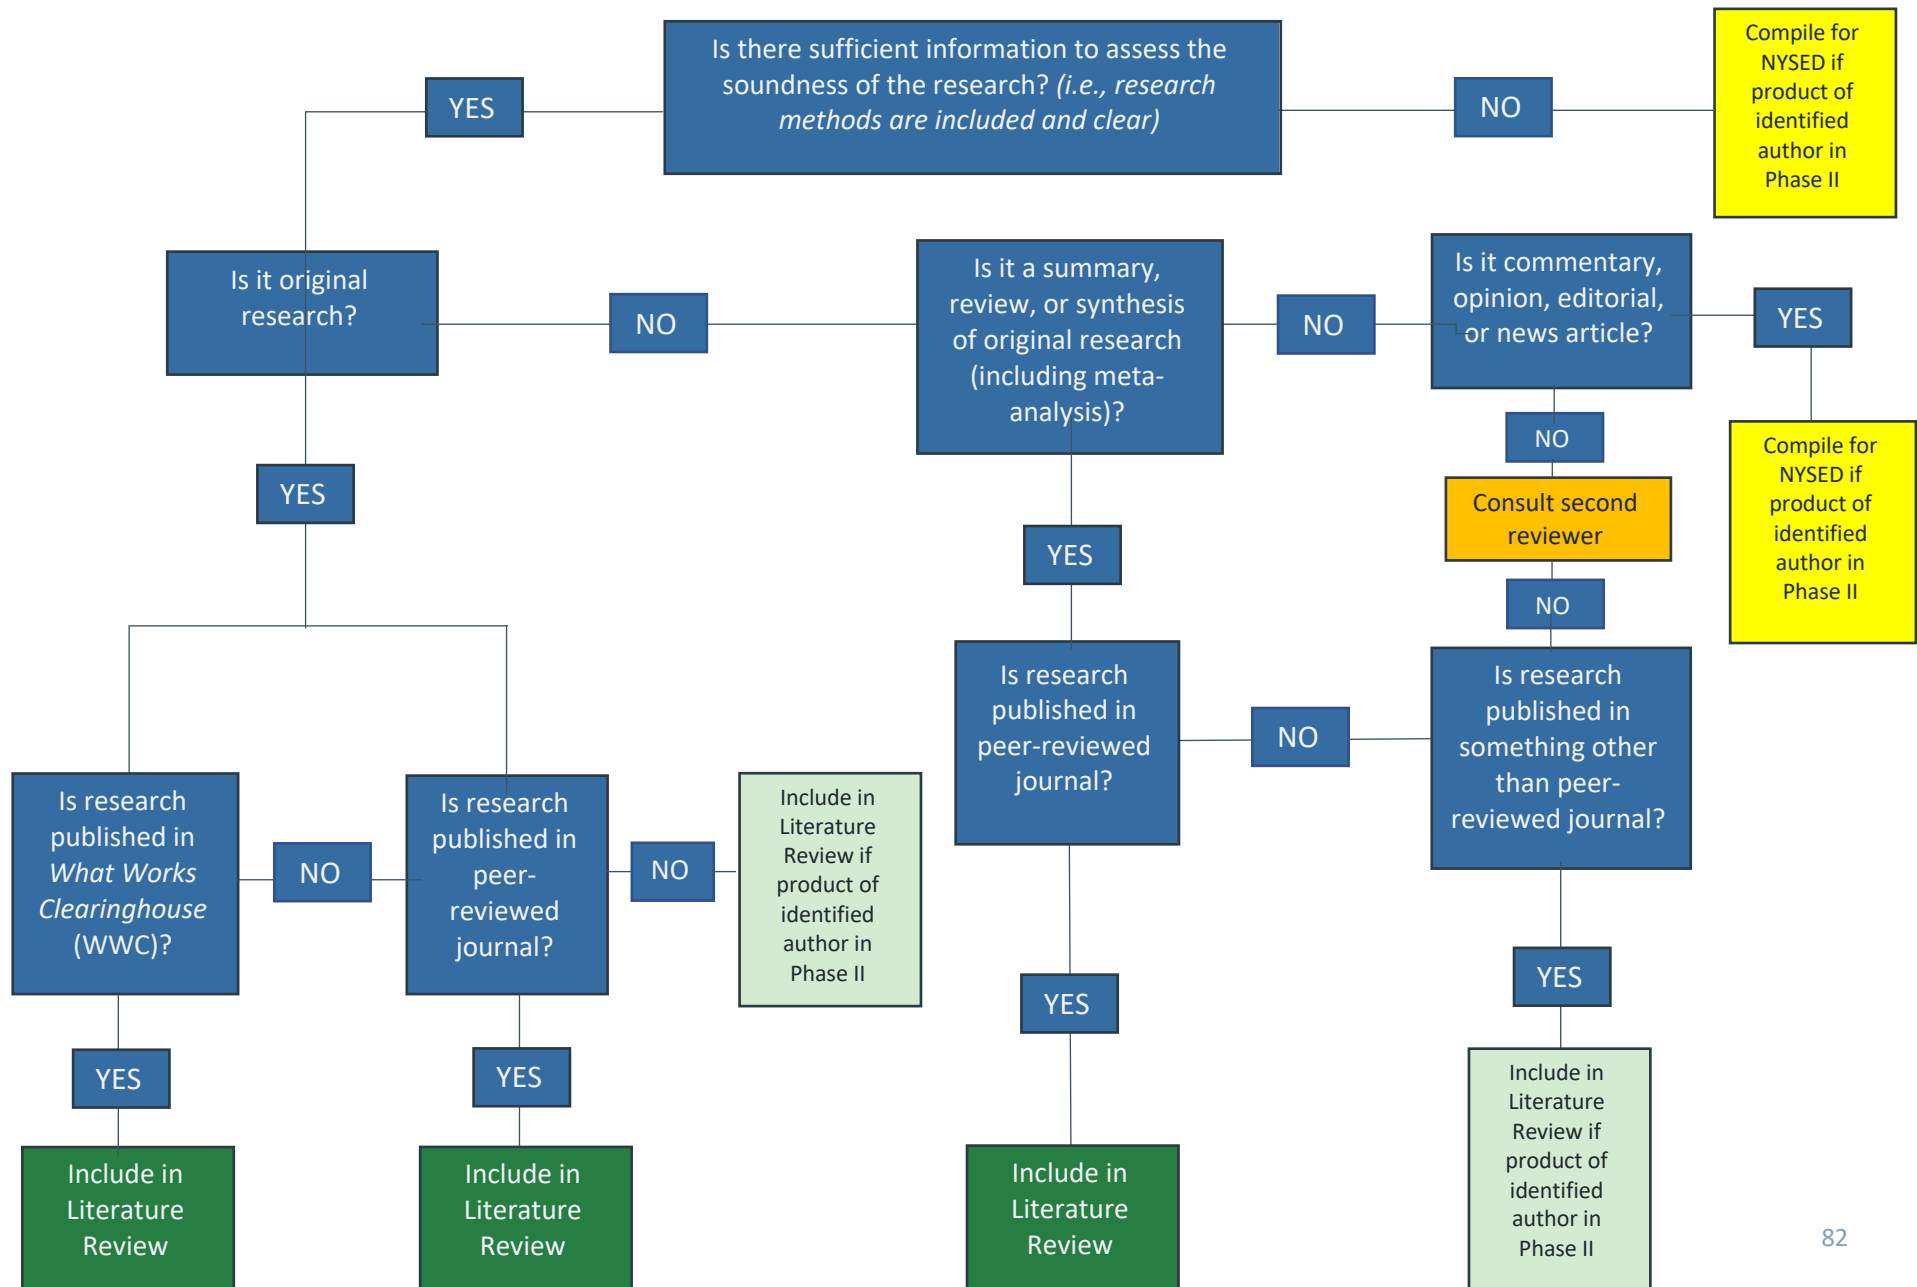 Is there sufficient information to assess the
soundness of the research? (i.e., research
methods are included and clear)
YES
NO
Compile for
NYSED if
product of
identified
author in
Phase II
Is it original
research?
NO
Is it a summary,
review, or synthesis
of original research
(including meta-
analysis)?
NO
Is it commentary,
opinion, editorial,
or news article?
YES
Compile for
NYSED if
product of
identified
author in
Phase II
NO
Consult second
reviewer
NO
YES
YES
Is research
published in
What Works
Clearinghouse
(WWC)?
NO
Is research
published in
peer-
reviewed
journal?
NO
Include in
Literature
Review if
product of
identified
author in
Phase II
Is research
published in
peer-reviewed
journal?
NO
Is research
published in
something other
than peer-
reviewed journal?
YES
YES
YES
YES
Include in
Literature
Review
Include in
Literature
Review
Include in
Literature
Review
Include in
Literature
Review if
product of
identified
author in
Phase II
82